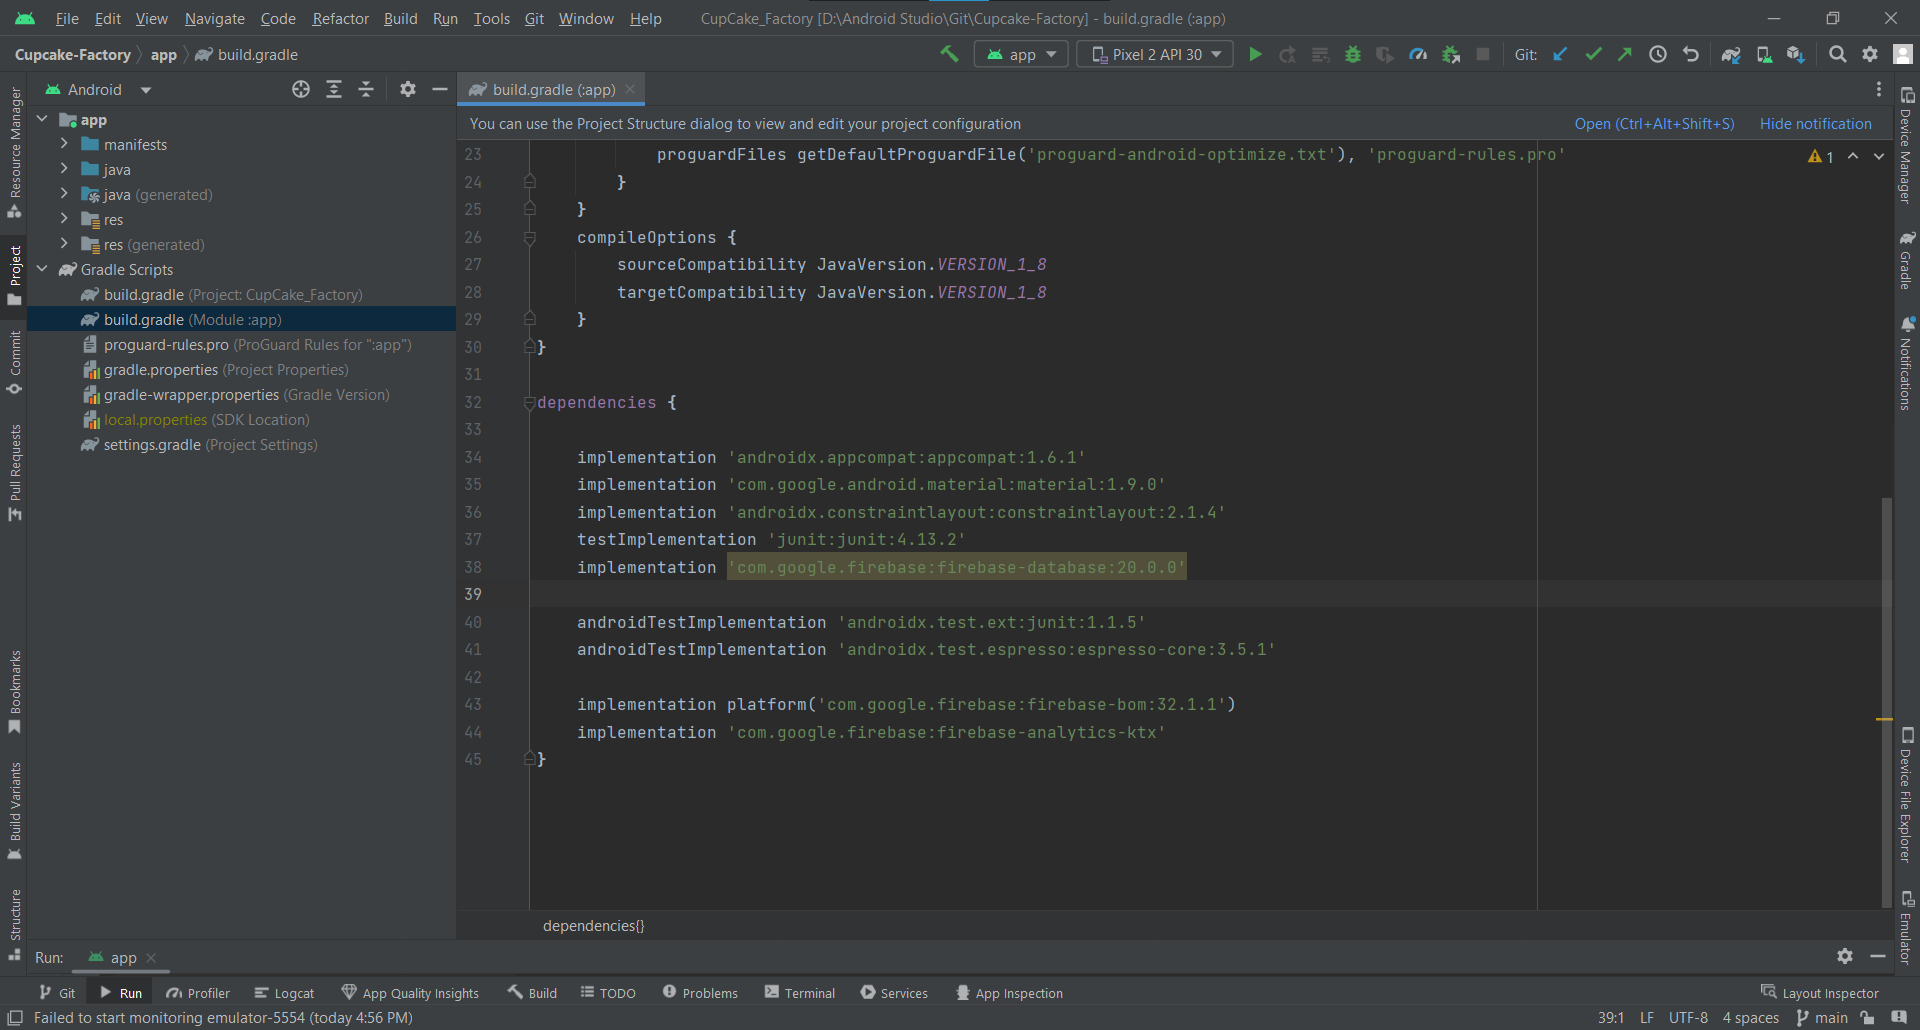 File Edit View Navigate Code Refactor Build Run Tools Git Window Help CupCake_Factory [D:\Android Studio\Git\Cupcake-Factory] - build.gradle (:app)
Cupcake-Factory app build.gradle app Pixel 2 API 30 Git:
Android
build.gradle (:app)
You can use the Project Structure dialog to view and edit your project configuration Open (Ctrl+Alt+Shift+S) Hide notification
app
manifests
java
java (generated)
res
res (generated)
Gradle Scripts
build.gradle (Project: CupCake_Factory)
build.gradle (Module :app)
proguard-rules.pro (ProGuard Rules for ":app")
gradle.properties (Project Properties)
gradle-wrapper.properties (Gradle Version)
local.properties (SDK Location)
settings.gradle (Project Settings)
Resource Manager
Project
Commit
Pull Requests
Bookmarks
Build Variants
Structure
23 proguardFiles getDefaultProguardFile('proguard-android-optimize.txt'), 'proguard-rules.pro'
24 }
25 }
26 compileOptions {
27 sourceCompatibility JavaVersion.VERSION_1_8
28 targetCompatibility JavaVersion.VERSION_1_8
29 }
30 }
31
32 dependencies {
33
34 implementation 'androidx.appcompat:appcompat:1.6.1'
35 implementation 'com.google.android.material:material:1.9.0'
36 implementation 'androidx.constraintlayout:constraintlayout:2.1.4'
37 testImplementation 'junit:junit:4.13.2'
38 implementation 'com.google.firebase:firebase-database:20.0.0'
39
40 androidTestImplementation 'androidx.test.ext:junit:1.1.5'
41 androidTestImplementation 'androidx.test.espresso:espresso-core:3.5.1'
42
43 implementation platform('com.google.firebase:firebase-bom:32.1.1')
44 implementation 'com.google.firebase:firebase-analytics-ktx'
45 }
1
dependencies{}
Device Manager
Gradle
Notifications
Device File Explorer
Emulator
Run: app
Git Run Profiler Logcat App Quality Insights Build TODO Problems Terminal Services App Inspection Layout Inspector
Failed to start monitoring emulator-5554 (today 4:56 PM) 39:1 LF UTF-8 4 spaces main